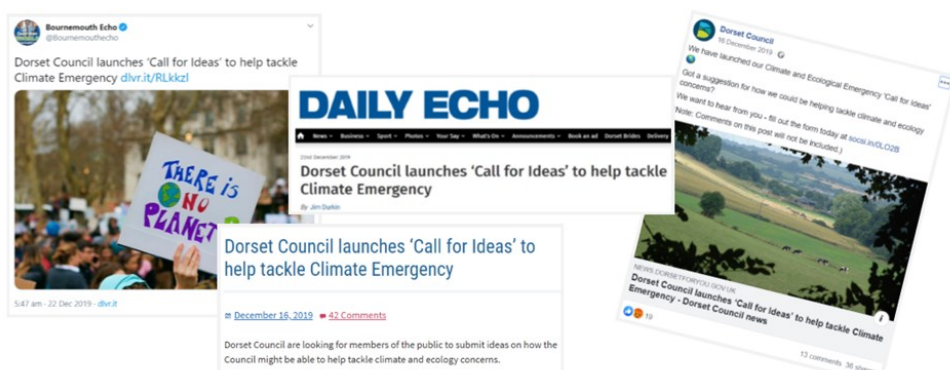 Bournemouth Echo
@Bournemouthecho
Dorset Council launches 'Call for Ideas' to help tackle
Climate Emergency dlvr.it/RLkkzl
THERE is
NO
PLANET
5:47 am · 22 Dec 2019 · dlvr.it
DAILY ECHO
News Business Sport Photos Your Say What's On Announcements Book an ad Dorset Brides Delivery
22nd December 2019
Dorset Council launches 'Call for Ideas' to help tackle
Climate Emergency
By Jim Durkin
Dorset Council launches 'Call for Ideas' to
help tackle Climate Emergency
December 16, 2019 42 Comments
Dorset Council are looking for members of the public to submit ideas on how the
Council might be able to help tackle climate and ecology concerns.
Dorset Council
16 December 2019
We have launched our Climate and Ecological Emergency 'Call for Ideas'
Got a suggestion for how we could be helping tackle climate and ecology
concerns?
We want to hear from you - fill out the form today at
(Note: Comments on this post will not be included.)
NEWS.DORSETFORYOU.GOV.UK
Dorset Council launches 'Call for Ideas' to help tackle Climate
Emergency - Dorset Council news
19
13 comments 36